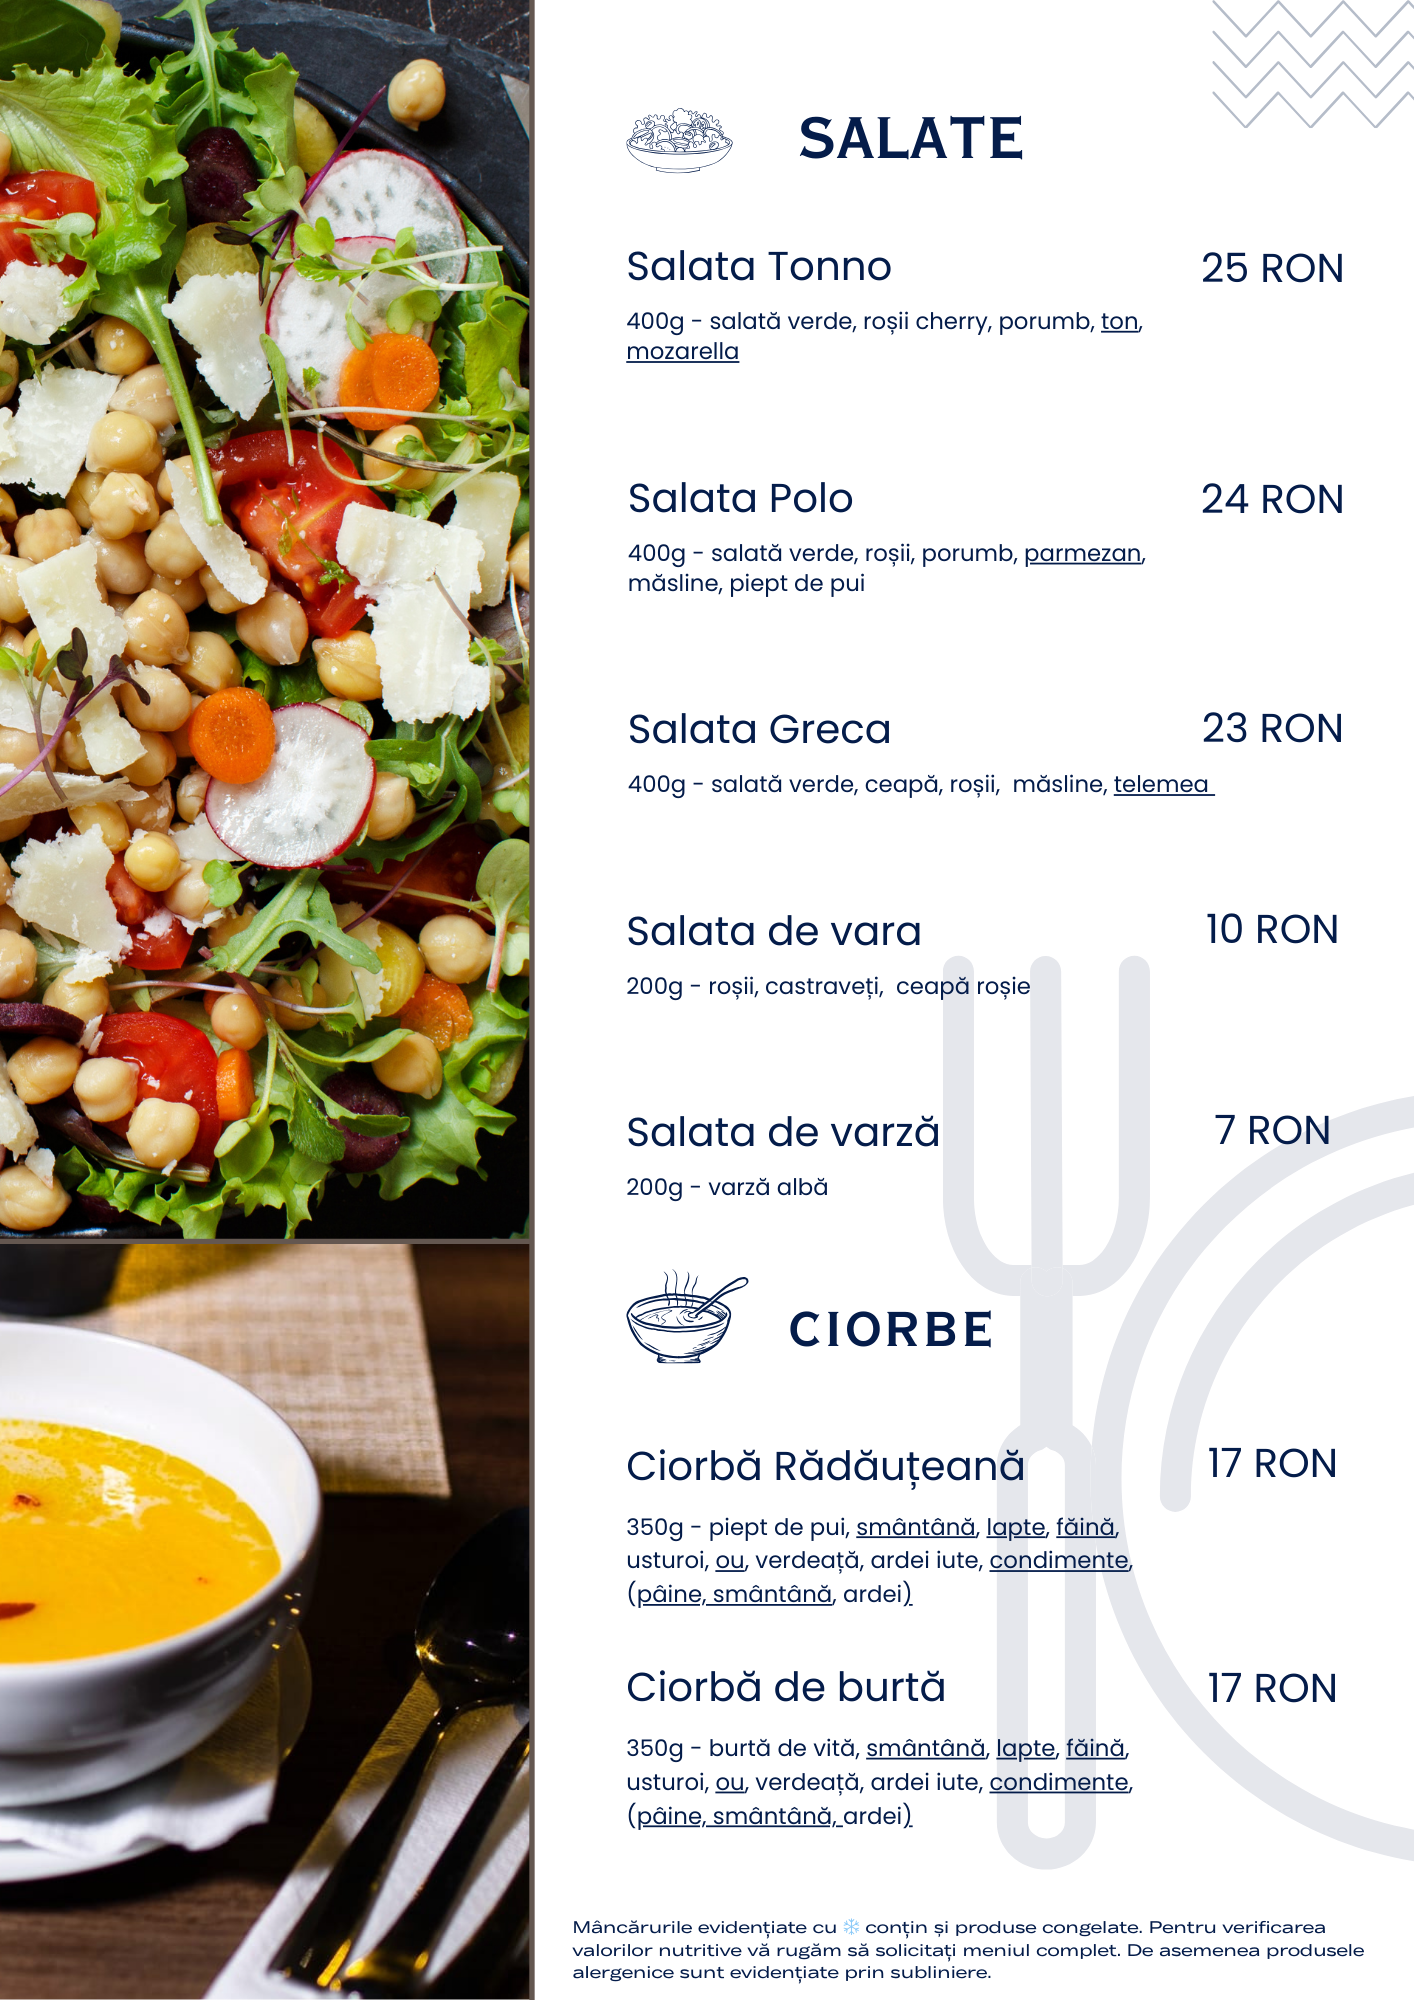 SALATE
Salata Tonno
25 RON
400g - salată verde, roșii cherry, porumb, ton,
mozarella
Salata Polo
24 RON
400g - salată verde, roșii, porumb, parmezan,
măsline, piept de pui
Salata Greca
23 RON
400g - salată verde, ceapă, roșii,  măsline, telemea
Salata de vara
10 RON
200g - roșii, castraveți,  ceapă roșie
Salata de varză
7 RON
200g - varză albă
CIORBE
Ciorbă Rădăuțeană
17 RON
350g - piept de pui, smântână, lapte, făină,
usturoi, ou, verdeață, ardei iute, condimente,
(pâine, smântână, ardei)
Ciorbă de burtă
17 RON
350g - burtă de vită, smântână, lapte, făină,
usturoi, ou, verdeață, ardei iute, condimente,
(pâine, smântână, ardei)
Mâncărurile evidențiate cu ❄️ conțin și produse congelate. Pentru verificarea
valorilor nutritive vă rugăm să solicitați meniul complet. De asemenea produsele
alergenice sunt evidențiate prin subliniere.